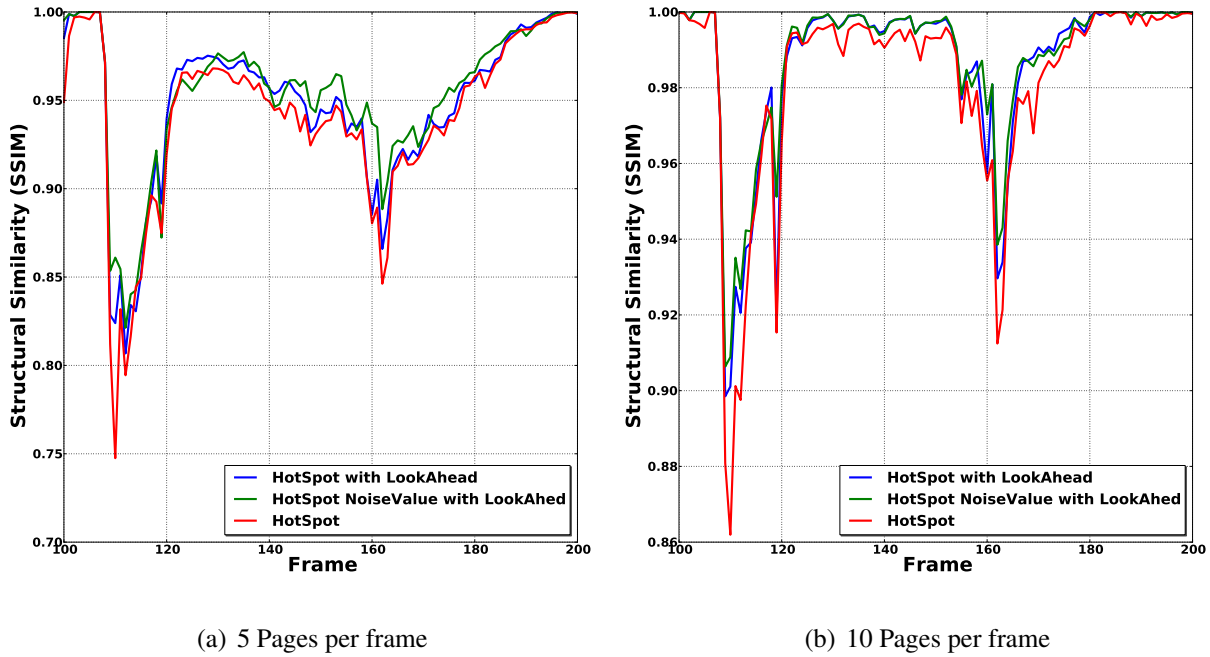 1.00
0.95
0.90
0.85
0.80
0.75
0.70
Structural Similarity (SSIM)
100 120 140 160 180 200
Frame
HotSpot with LookAhead
HotSpot NoiseValue with LookAhed
HotSpot
(a) 5 Pages per frame
1.00
0.98
0.96
0.94
0.92
0.90
0.88
0.86
Structural Similarity (SSIM)
100 120 140 160 180 200
Frame
HotSpot with LookAhead
HotSpot NoiseValue with LookAhed
HotSpot
(b) 10 Pages per frame